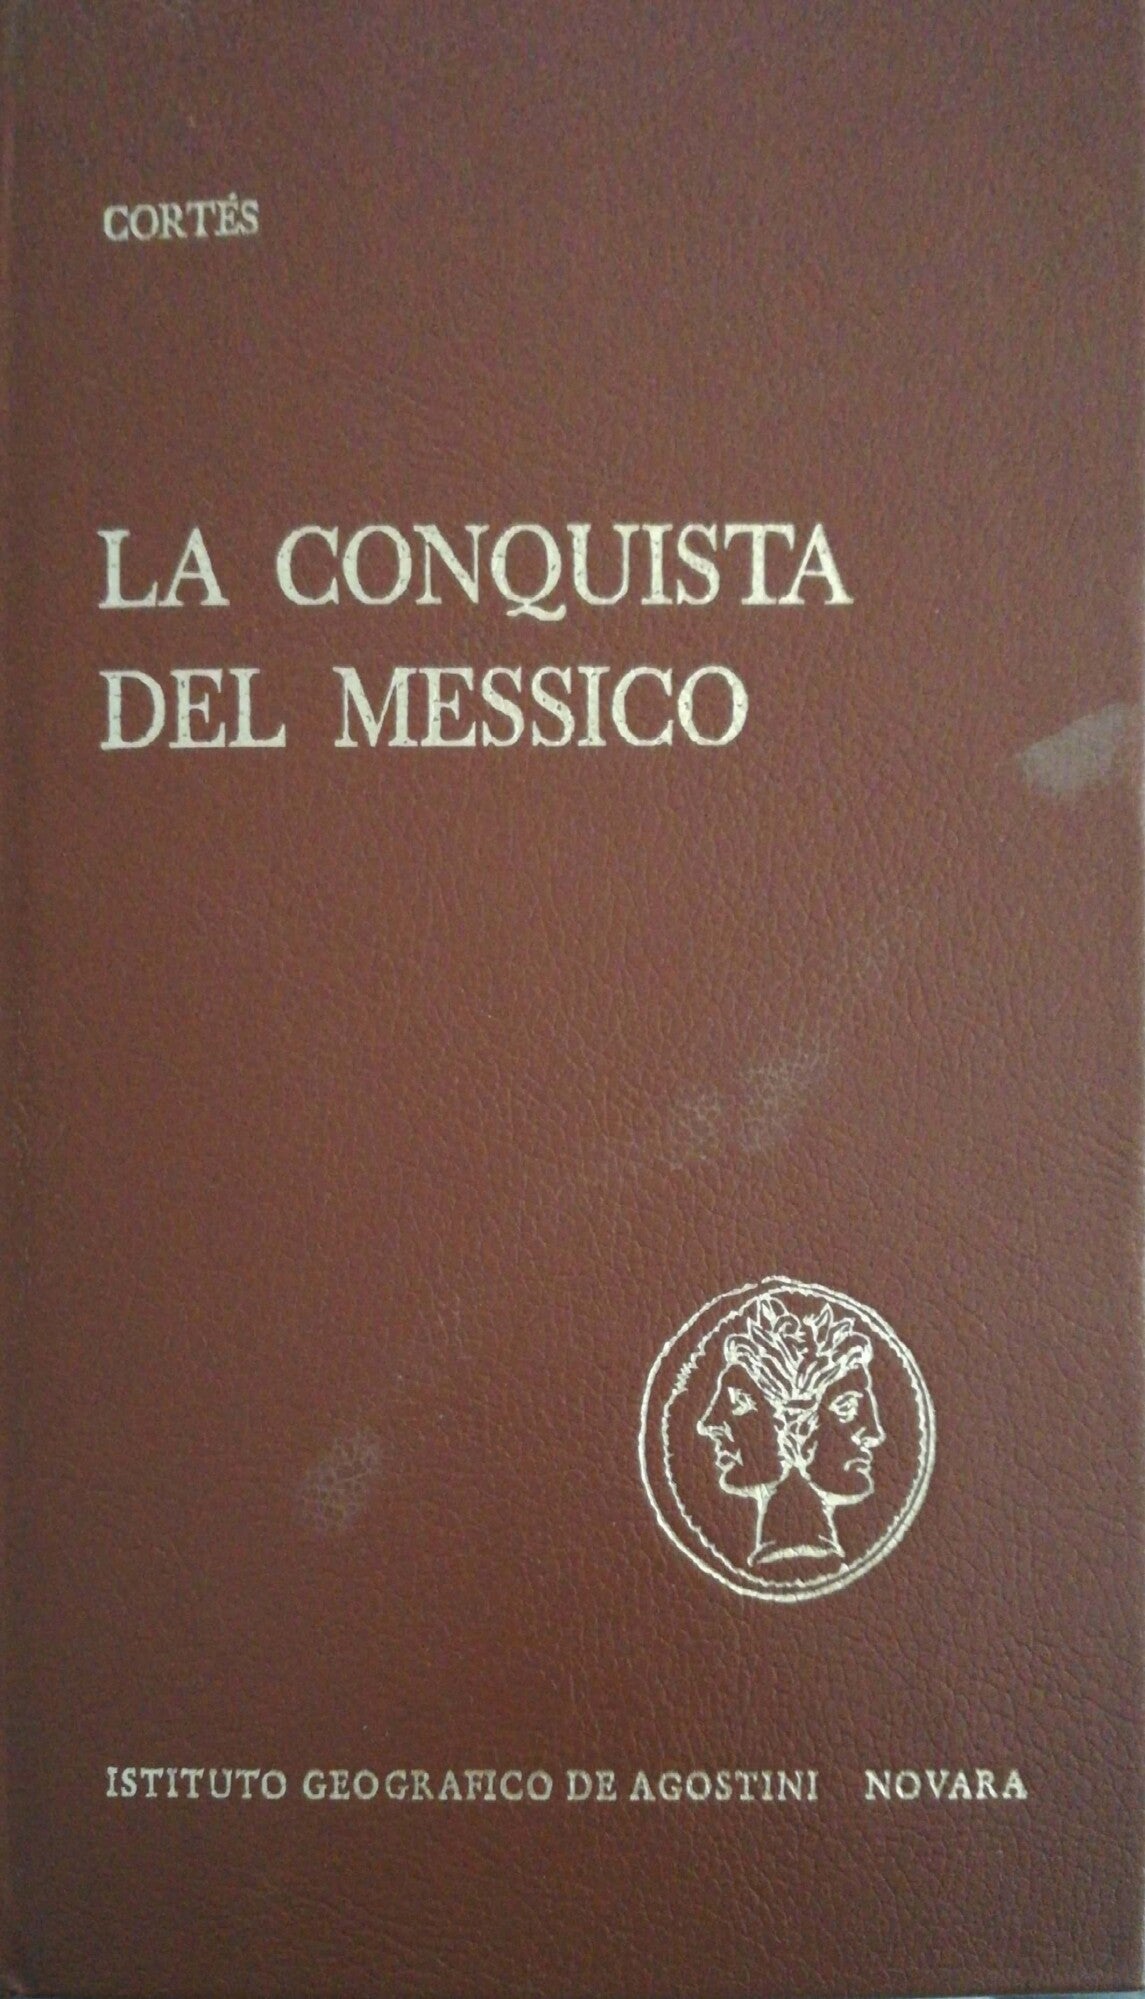 CORTÉS
LA CONQUISTA
DEL MESSICO
ISTITUTO GEOGRAFICO DE AGOSTINI NOVARA